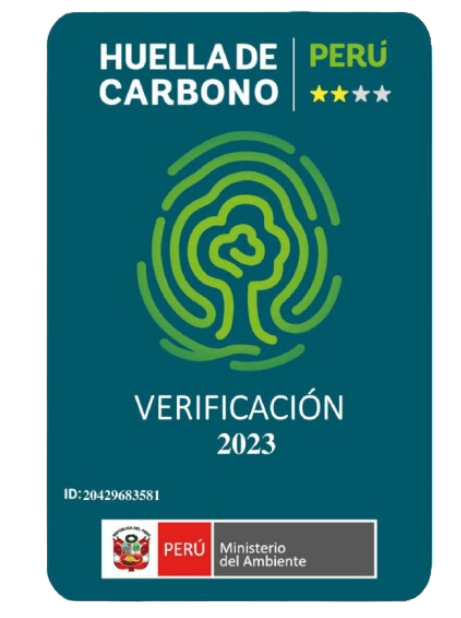 HUELLA DE CARBONO
PERÚ
VERIFICACIÓN
2023
ID:20429683581
PERÚ
Ministerio
del Ambiente